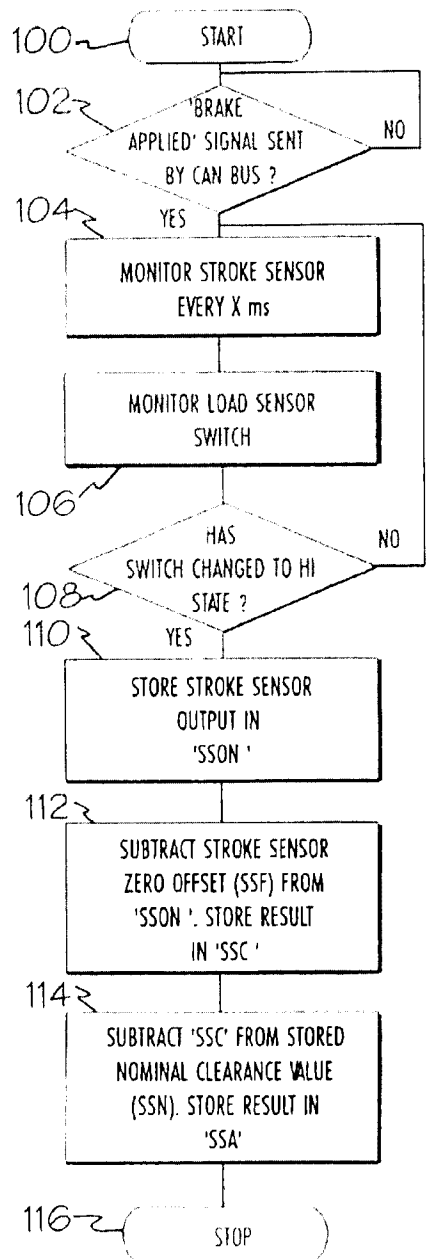 100
START
102
'BRAKE
APPLIED' SIGNAL SENT
BY CAN BUS ?
NO
YES
104
MONITOR STROKE SENSOR
EVERY X ms
MONITOR LOAD SENSOR
SWITCH
106
HAS
SWITCH CHANGED TO HI
STATE ?
NO
108
YES
110
STORE STROKE SENSOR
OUTPUT IN
'SSON '
112
SUBTRACT STROKE SENSOR
ZERO OFFSET (SSF) FROM
'SSON '. STORE RESULT
IN 'SSC '
114
SUBTRACT 'SSC' FROM STORED
NOMINAL CLEARANCE VALUE
(SSN). STORE RESULT IN
'SSA'
116
STOP